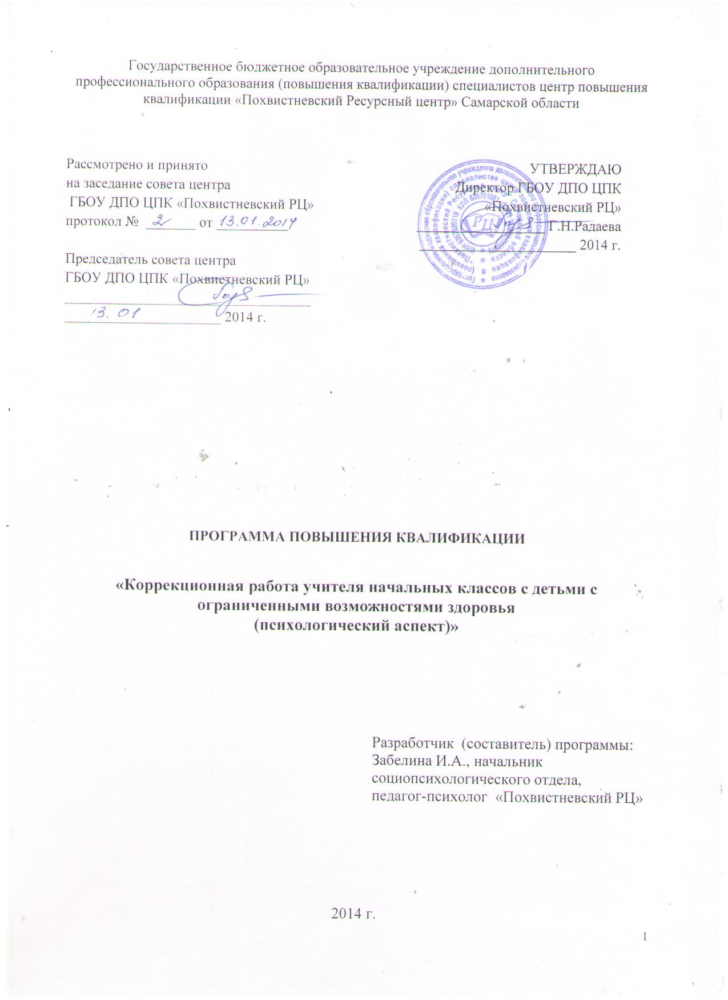 Государственное бюджетное образовательное учреждение дополнительного
профессионального образования (повышения квалификации) специалистов центр повышения
квалификации «Похвистневский Ресурсный центр» Самарской области
Рассмотрено и принято
на заседание совета центра
ГБОУ ДПО ЦПК «Похвистневский РЦ»
протокол № 2 от 13.01.2014
Председатель совета центра
ГБОУ ДПО ЦПК «Похвистневский РЦ»
13.01 2014 г.
УТВЕРЖДАЮ
Директор ГБОУ ДПО ЦПК
«Похвистневский РЦ»
Г.Н.Радаева
2014 г.
РЦ
ПРОГРАММА ПОВЫШЕНИЯ КВАЛИФИКАЦИИ
«Коррекционная работа учителя начальных классов с детьми с
ограниченными возможностями здоровья
(психологический аспект)»
Разработчик (составитель) программы:
Забелина И.А., начальник
социопсихологического отдела,
педагог-психолог «Похвистневский РЦ»
2014 г.
1